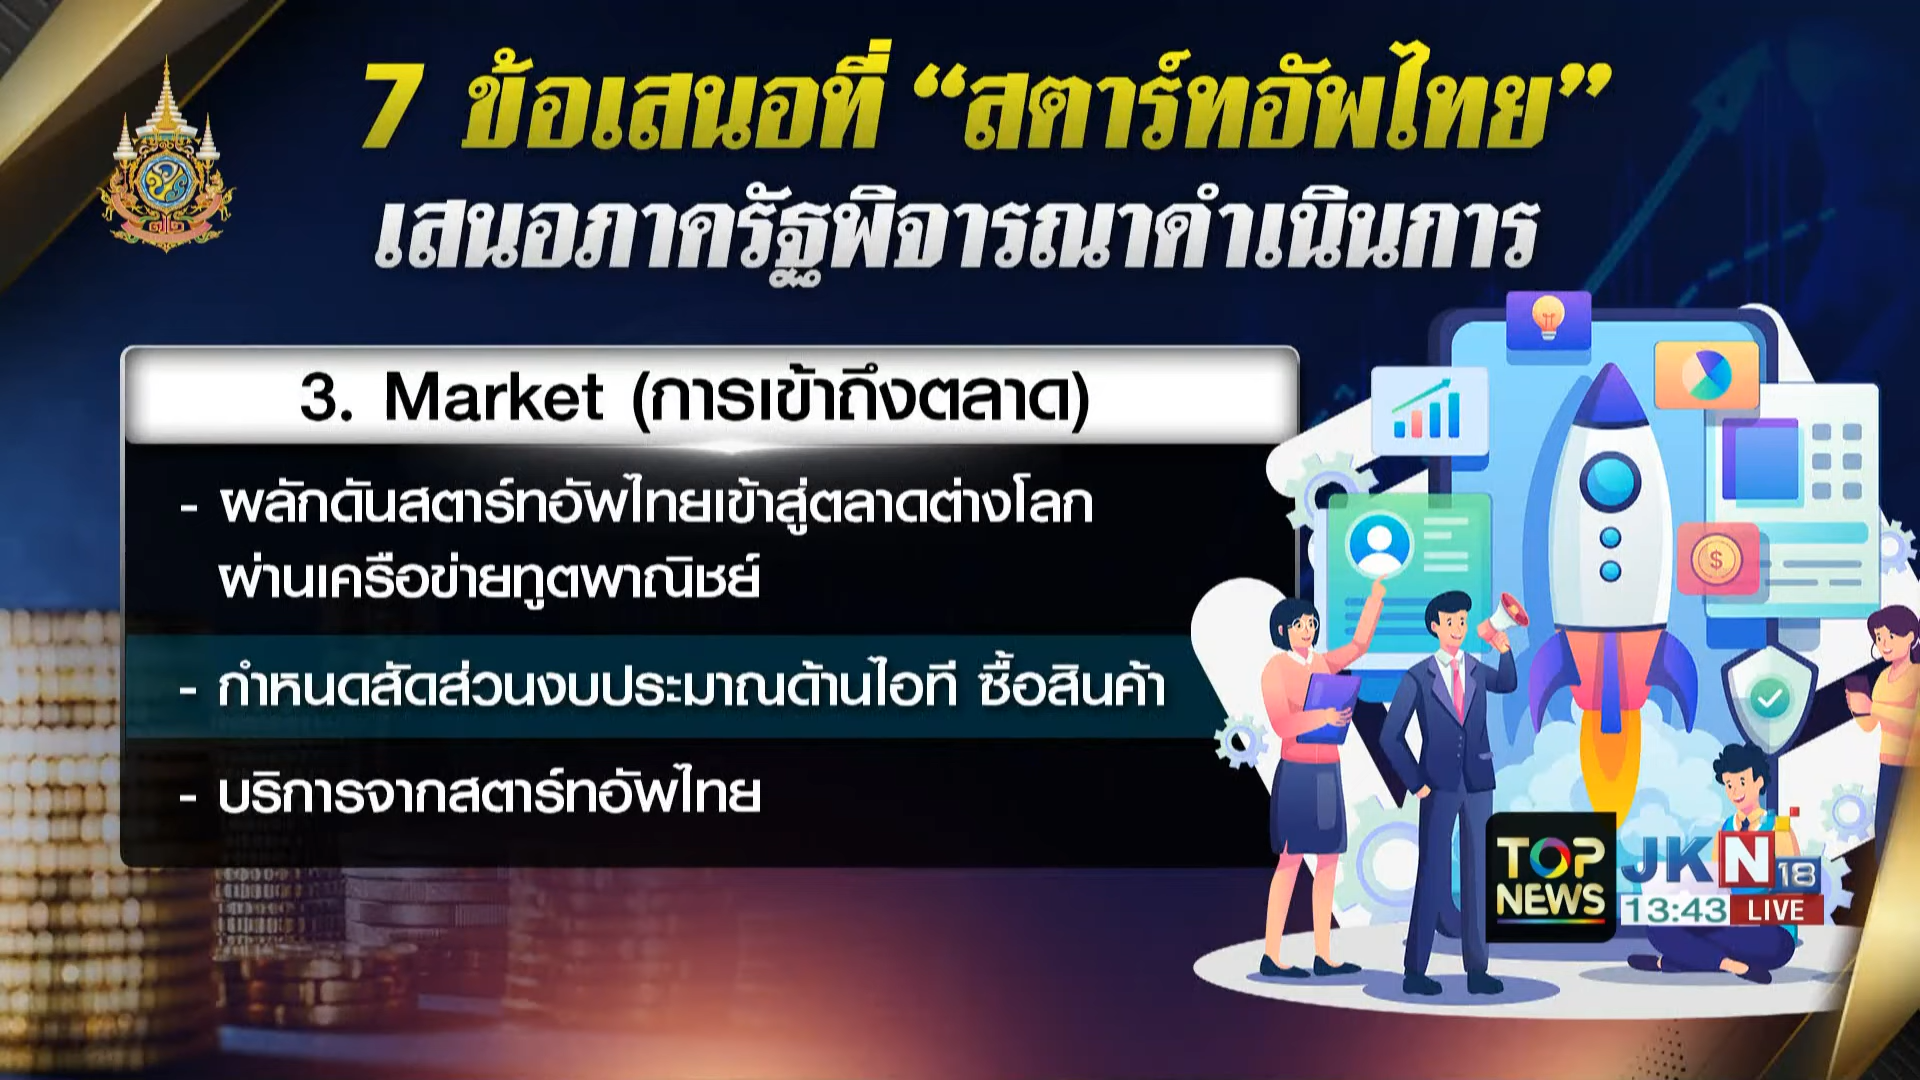 7 ข้อเสนอที่ “สตาร์ทอัพไทย”
เสนอภาครัฐพิจารณาดำเนินการ
3. Market (การเข้าถึงตลาด)
- ผลักดันสตาร์ทอัพไทยเข้าสู่ตลาดต่างโลก
ผ่านเครือข่ายทูตพาณิชย์
- กำหนดสัดส่วนงบประมาณด้านไอที ซื้อสินค้า
- บริการจากสตาร์ทอัพไทย
TOP NEWS
JKN 18
13:43 LIVE